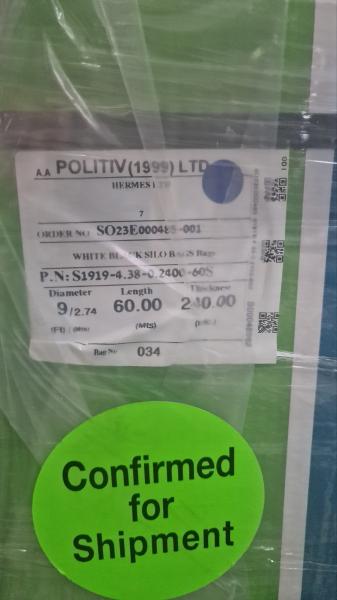 A.A POLITIV (1999) LTD
HERMES LTD
7
ORDER NO SO23E000485-001
WHITE BLACK SILO BAGS Bags
P.N: S1919-4.38-0.2400-60S
Diameter Length Thickness
9/2.74 60.00 240.00
(Ft) (Mts) (Mts)
Bag No 034
100
Confirmed
for
Shipment